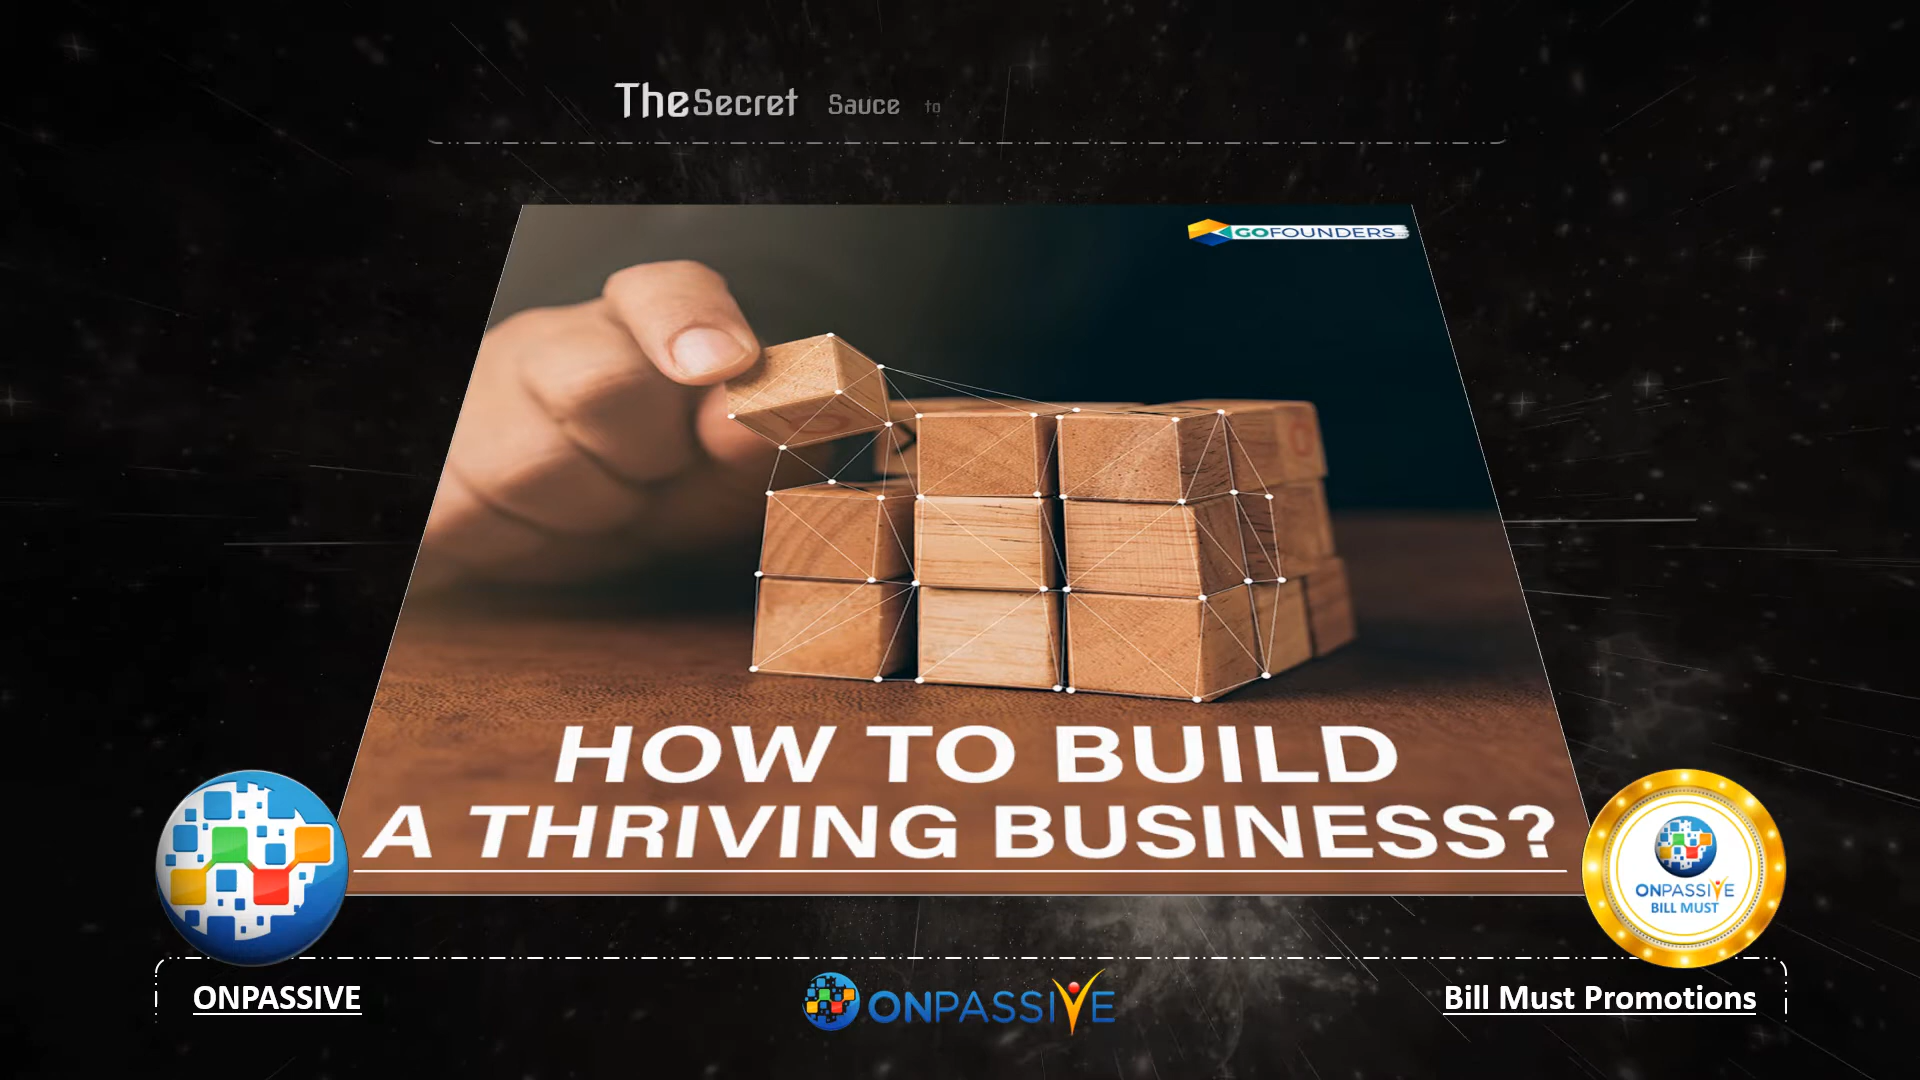 The Secret Sauce to
GOFOUNDERS
HOW TO BUILD
A THRIVING BUSINESS?
ONPASSIVE
BILL MUST
ONPASSIVE
ONPASSIVE
Bill Must Promotions